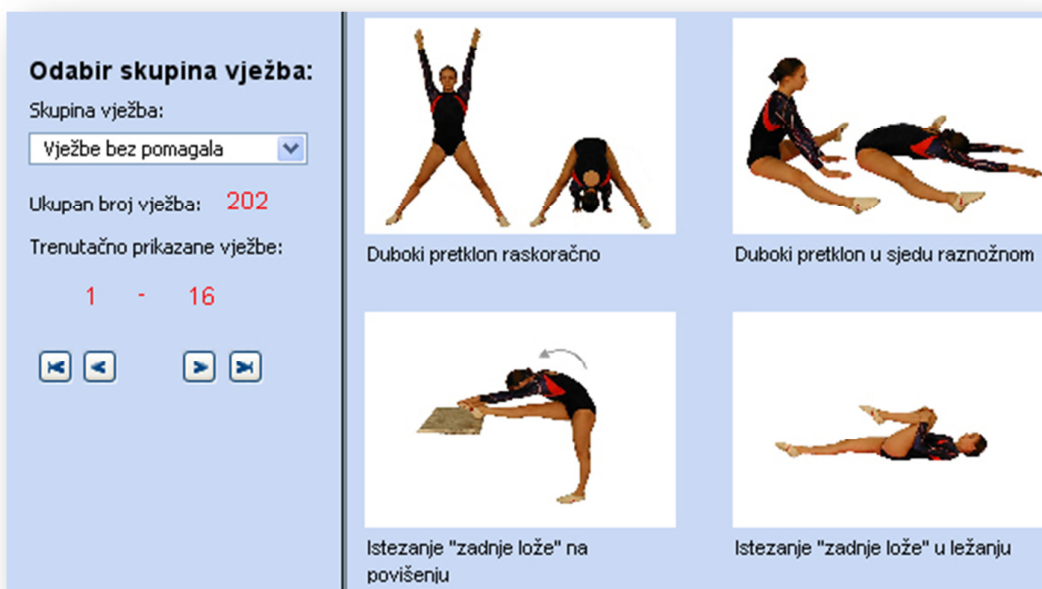 Odabir skupina vježba:
Skupina vježba:
Vježbe bez pomagala
Ukupan broj vježba: 202
Trenutačno prikazane vježbe:
1 - 16
Duboki pretklon raskoračno
Duboki pretklon u sjedu raznožnom
Istezanje "zadnje lože" na
povišenju
Istezanje "zadnje lože" u ležanju